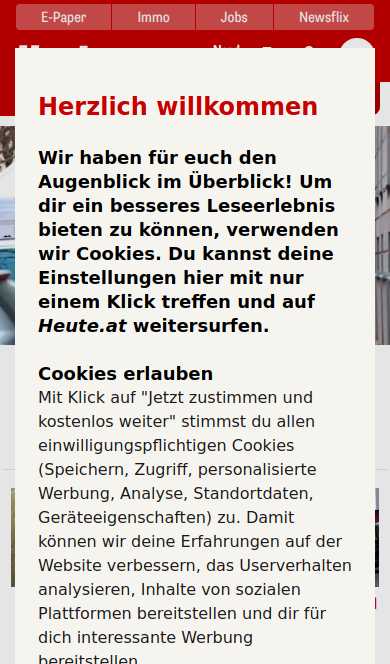 E-Paper
Immo
Jobs
Newsflix
Herzlich willkommen
Wir haben für euch den
Augenblick im Überblick! Um
dir ein besseres Leseerlebnis
bieten zu können, verwenden
wir Cookies. Du kannst deine
Einstellungen hier mit nur
einem Klick treffen und auf
Heute.at weitersurfen.
Cookies erlauben
Mit Klick auf "Jetzt zustimmen und
kostenlos weiter" stimmst du allen
einwilligungspflichtigen Cookies
(Speichern, Zugriff, personalisierte
Werbung, Analyse, Standortdaten,
Geräteeigenschaften) zu. Damit
können wir deine Erfahrungen auf der
Website verbessern, das Userverhalten
analysieren, Inhalte von sozialen
Plattformen bereitstellen und dir für
dich interessante Werbung
bereitstellen